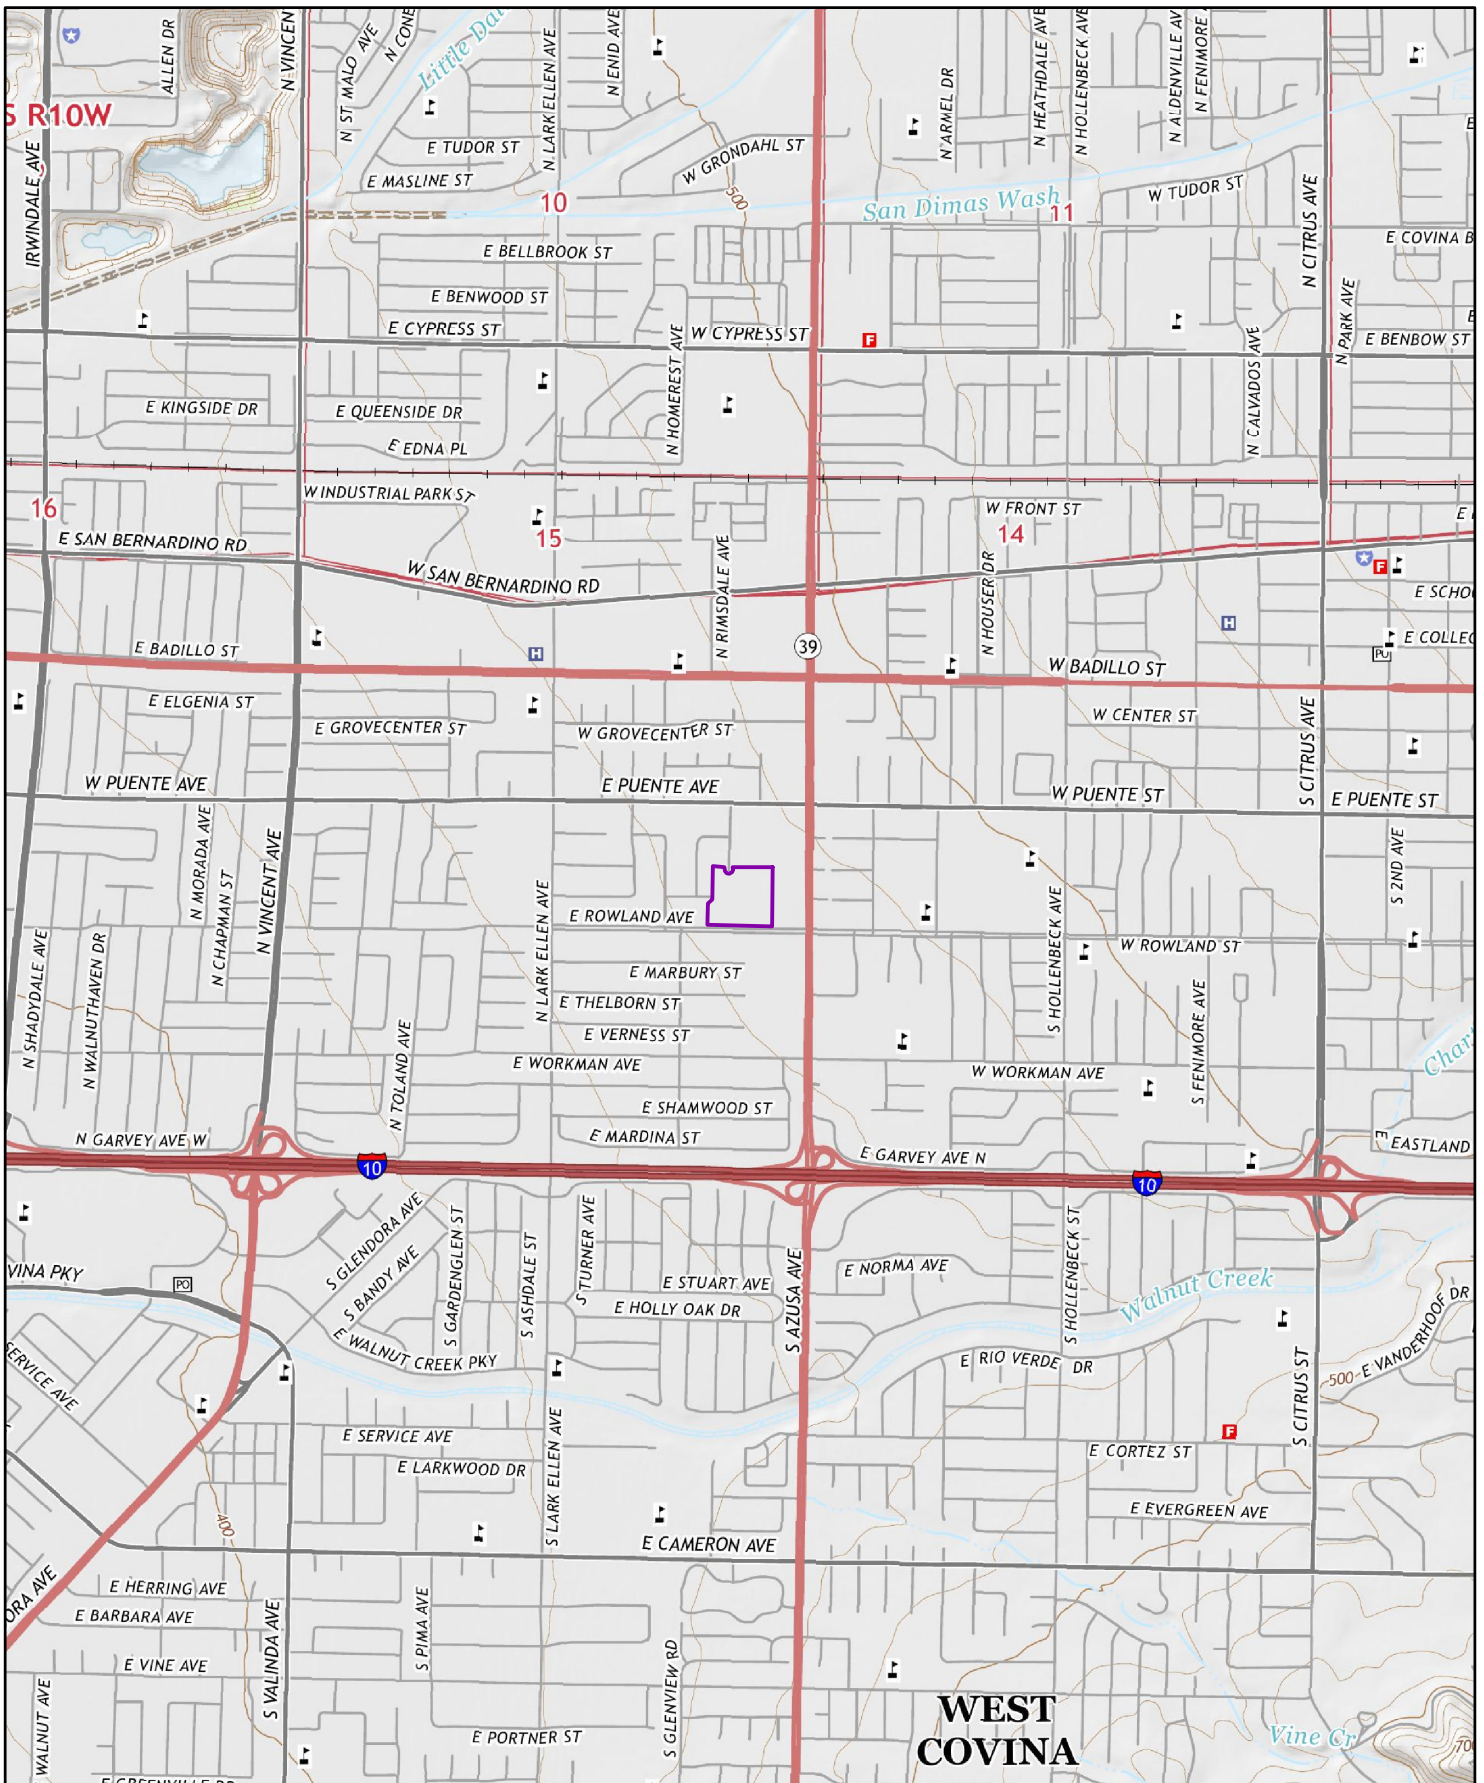 ALLEN DR
N VINCEN
N ST MALO AVE
N CONE
Little Da
N LARKELLEN AVE
N ENID AVE
N ARMEL DR
N HEATHDALE AVE
N HOLLENBECK AVE
N ALDENVILLE AV
N FENIMORE
S R10W
IRWINDALE AVE
E TUDOR ST
E MASLINE ST
W GRONDAHL ST
500
10
San Dimas Wash
11
W TUDOR ST
N CITRUS AVE
E COVINA B
E BELLBROOK ST
E BENWOOD ST
E CYPRESS ST
N HOMEREST AVE
W CYPRESS ST
F
N CALVADOS AVE
N PARK AVE
E BENBOW ST
E KINGSIDE DR
E QUEENSIDE DR
E EDNA PL
16
W INDUSTRIAL PARK ST
15
W FRONT ST
14
E SAN BERNARDINO RD
W SAN BERNARDINO RD
N RIMSDALE AVE
N HOUSER DR
F
E SCHO
E COLLEG
H
H
PO
39
E BADILLO ST
W BADILLO ST
E ELGENIA ST
E GROVECENTER ST
W GROVECENTER ST
W CENTER ST
S CITRUS AVE
W PUENTE AVE
E PUENTE AVE
W PUENTE ST
E PUENTE ST
N MORADA AVE
N CHAPMAN ST
N VINCENT AVE
S 2ND AVE
N LARK ELLEN AVE
E ROWLAND AVE
S HOLLENBECK AVE
W ROWLAND ST
N SHADYDALE AVE
N WALNUTHAVEN DR
E MARBURY ST
E THELBORN ST
E VERNESS ST
S FENIMORE AVE
N TOLAND AVE
E WORKMAN AVE
W WORKMAN AVE
Char
E SHAMWOOD ST
E MARDINA ST
N GARVEY AVE W
E GARVEY AVE N
E EASTLAND
10
10
S GLENDORA AVE
S BANDY AVE
S GARDENGLEN ST
S ASHDALE ST
S TURNER AVE
S AZUSA AVE
E NORMA AVE
S HOLLENBECK ST
Walnut Creek
VINA PKY
PO
E STUART AVE
E HOLLY OAK DR
E WALNUT CREEK PKY
E RIO VERDE DR
500
E VANDERHOOF DR
SERVICE AVE
S CITRUS ST
E SERVICE AVE
E LARKWOOD DR
S LARK ELLEN AVE
F
E CORTEZ ST
E EVERGREEN AVE
400
E CAMERON AVE
ORA AVE
E HERRING AVE
E BARBARA AVE
S VALINDA AVE
S PIMA AVE
E VINE AVE
S GLENVIEW RD
WALNUT AVE
E PORTNER ST
WEST
COVINA
Vine Cr
700